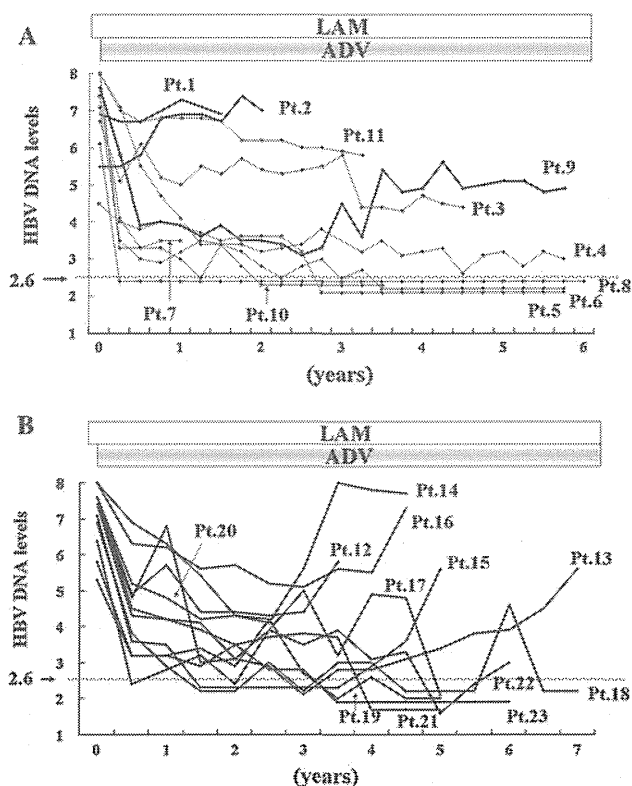 A
LAM
ADV
HBV DNA levels
8
7
6
5
4
3
2.6
2
1
Pt.1
Pt.2
Pt.11
Pt.9
Pt.3
Pt.4
Pt.8
Pt.6
Pt.5
Pt.7
Pt.10
0 1 2 3 4 5 6
(years)
B
LAM
ADV
HBV DNA levels
8
7
6
5
4
3
2.6
2
1
Pt.14
Pt.16
Pt.20
Pt.12
Pt.15
Pt.13
Pt.17
Pt.22
Pt.18
Pt.19
Pt.21
Pt.23
0 1 2 3 4 5 6 7
(years)